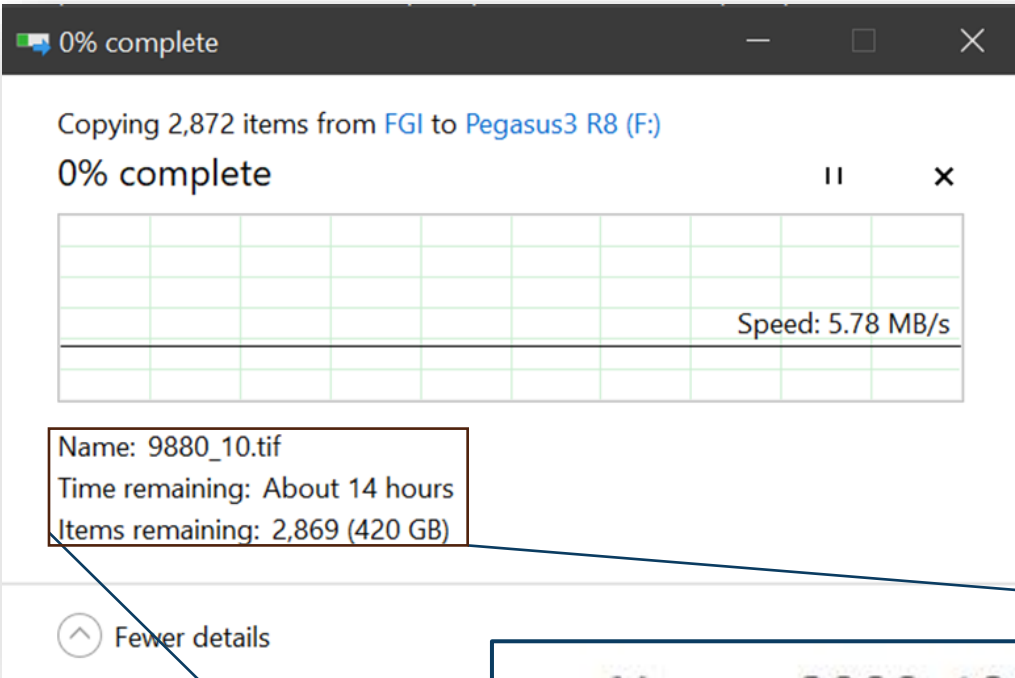 0% complete
Copying 2,872 items from FGI to Pegasus3 R8 (F:)
0% complete
Speed: 5.78 MB/s
Name: 9880_10.tif
Time remaining: About 14 hours
Items remaining: 2,869 (420 GB)
Fewer details